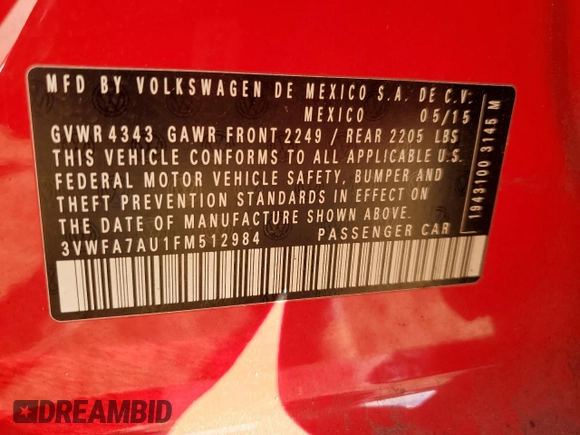 MFD BY VOLKSWAGEN DE MEXICO S.A. DE C.V.
MEXICO 05/15
GVWR 4343 GAWR FRONT 2249 / REAR 2205 LBS
THIS VEHICLE CONFORMS TO ALL APPLICABLE U.S.
FEDERAL MOTOR VEHICLE SAFETY, BUMPER AND
THEFT PREVENTION STANDARDS IN EFFECT ON
THE DATE OF MANUFACTURE SHOWN ABOVE.
3VWFA7AU1FM512984 PASSENGER CAR
19431100 3145 M
DREAMBID